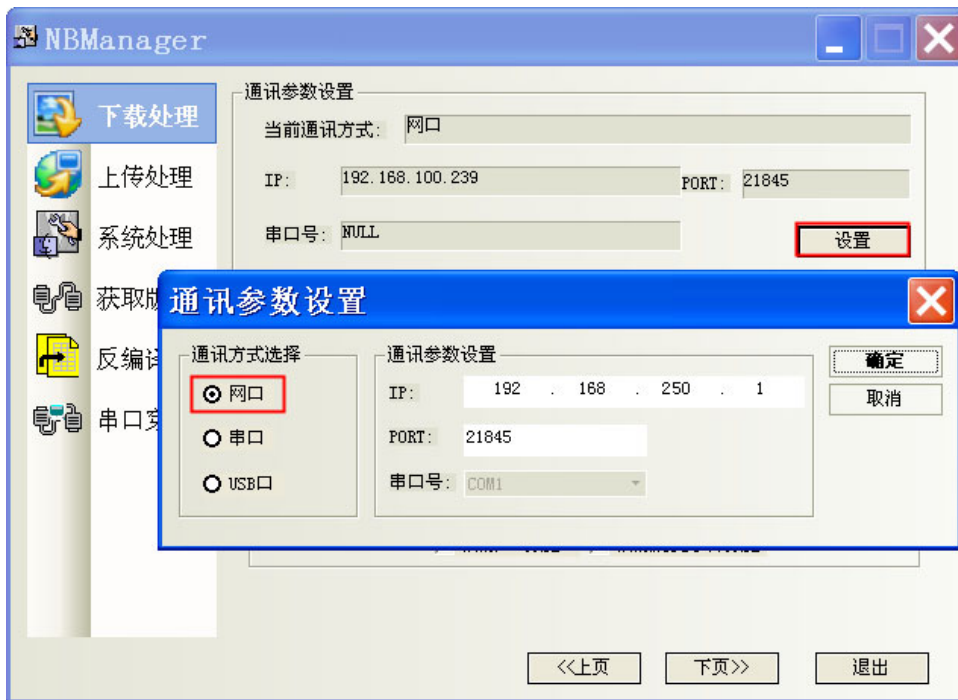 NBManager
下载处理
上传处理
系统处理
获取版
反编译
串口穿
通讯参数设置
当前通讯方式: 网口
IP: 192.168.100.239 PORT: 21845
串口号: NULL
设置
通讯参数设置
通讯方式选择
网口
串口
USB口
通讯参数设置
IP: 192 . 168 . 250 . 1
PORT: 21845
串口号: COM1
确定
取消
<<上页
下页>>
退出